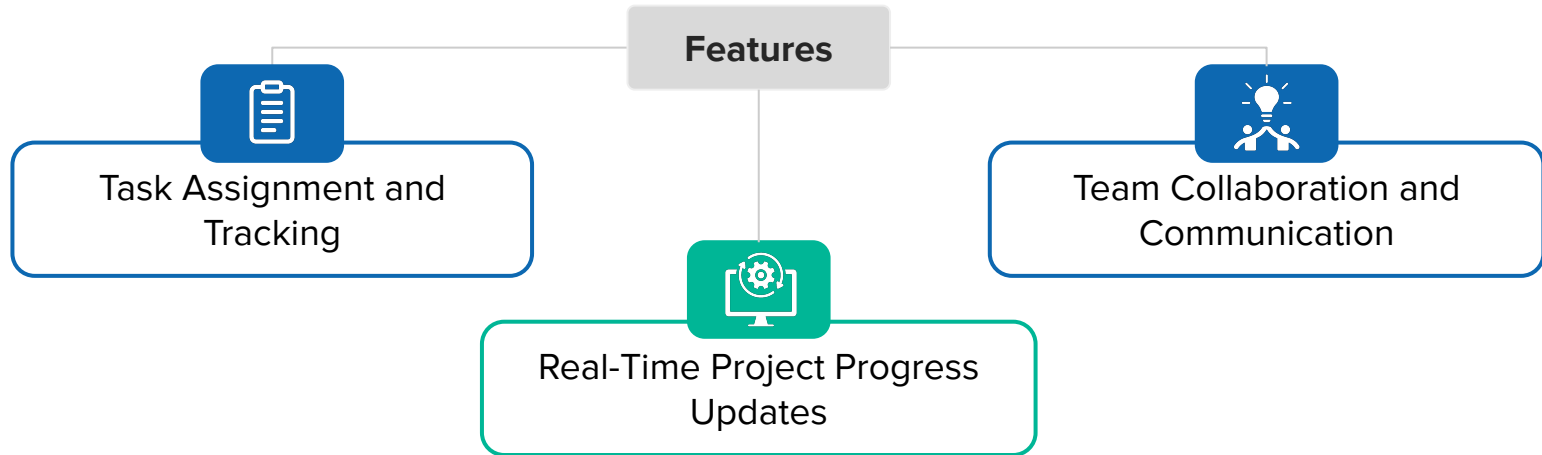 Features
Task Assignment and
Tracking
Team Collaboration and
Communication
Real-Time Project Progress
Updates